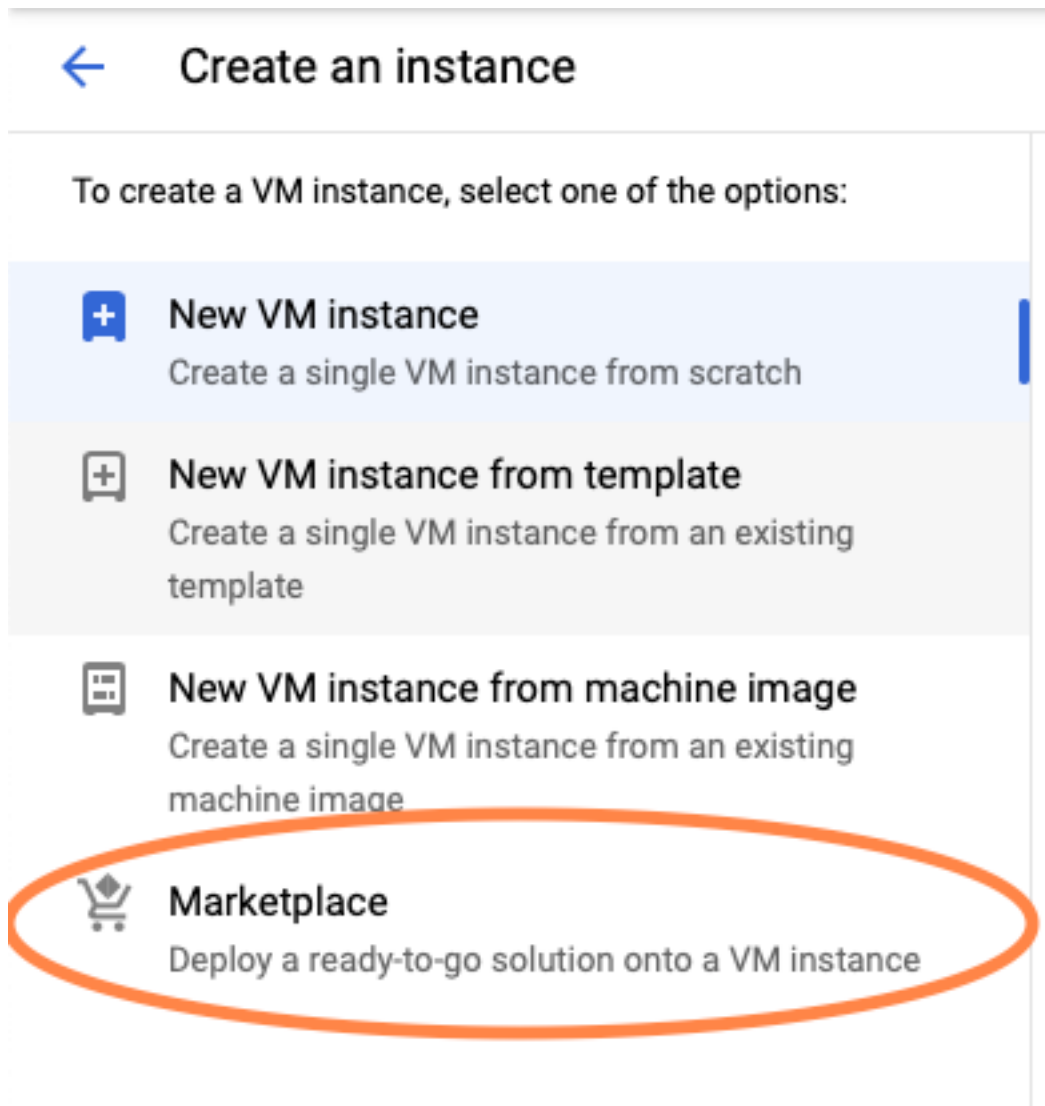 Create an instance
To create a VM instance, select one of the options:
New VM instance
Create a single VM instance from scratch
New VM instance from template
Create a single VM instance from an existing
template
New VM instance from machine image
Create a single VM instance from an existing
machine image
Marketplace
Deploy a ready-to-go solution onto a VM instance